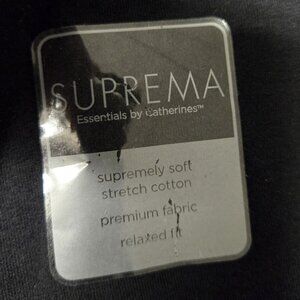 SUPREMA
Essentials by Catherines™
supremely soft
stretch cotton
premium fabric
relaxed fit